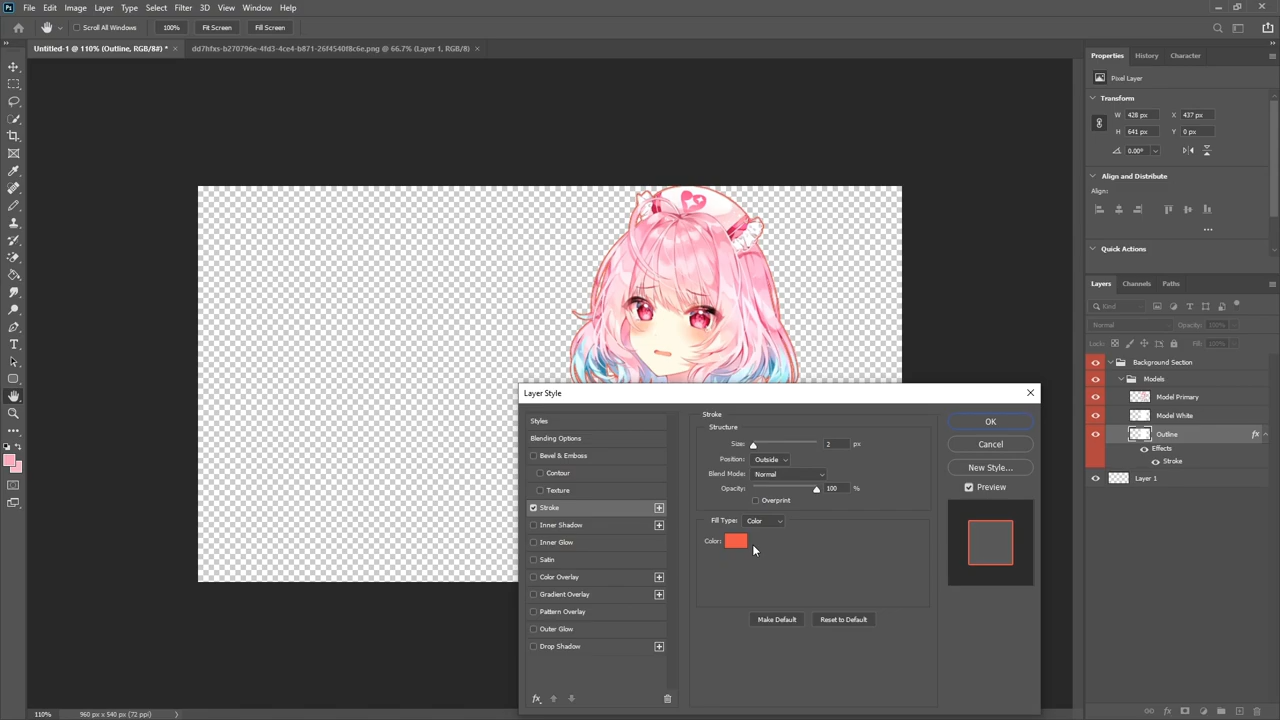 Ps File Edit Image Layer Type Select Filter 3D View Window Help
Scroll All Windows 100% Fit Screen Fill Screen
Untitled-1 @ 110% (Outline, RGB/8#) * × dd7hfxs-b270796e-4fd3-4ce4-b871-26f4540f8c6e.png @ 66.7% (Layer 1, RGB/8) ×
Properties History Character
Pixel Layer
Transform
W 428 px X 437 px
H 641 px Y 0 px
0.00°
Align and Distribute
Align:
Quick Actions
Layers Channels Paths
Kind
Normal Opacity: 100%
Lock: Fill: 100%
Background Section
Models
Model Primary
Model White
Outline fx
Effects
Stroke
Layer 1
Layer Style
Styles
Blending Options
Bevel & Emboss
Contour
Texture
Stroke
Inner Shadow
Inner Glow
Satin
Color Overlay
Gradient Overlay
Pattern Overlay
Outer Glow
Drop Shadow
fx
Stroke
Structure
Size: 2 px
Position: Outside
Blend Mode: Normal
Opacity: 100 %
Overprint
Fill Type: Color
Color:
Make Default Reset to Default
OK
Cancel
New Style...
Preview
110% 960 px x 540 px (72 ppi)
fx